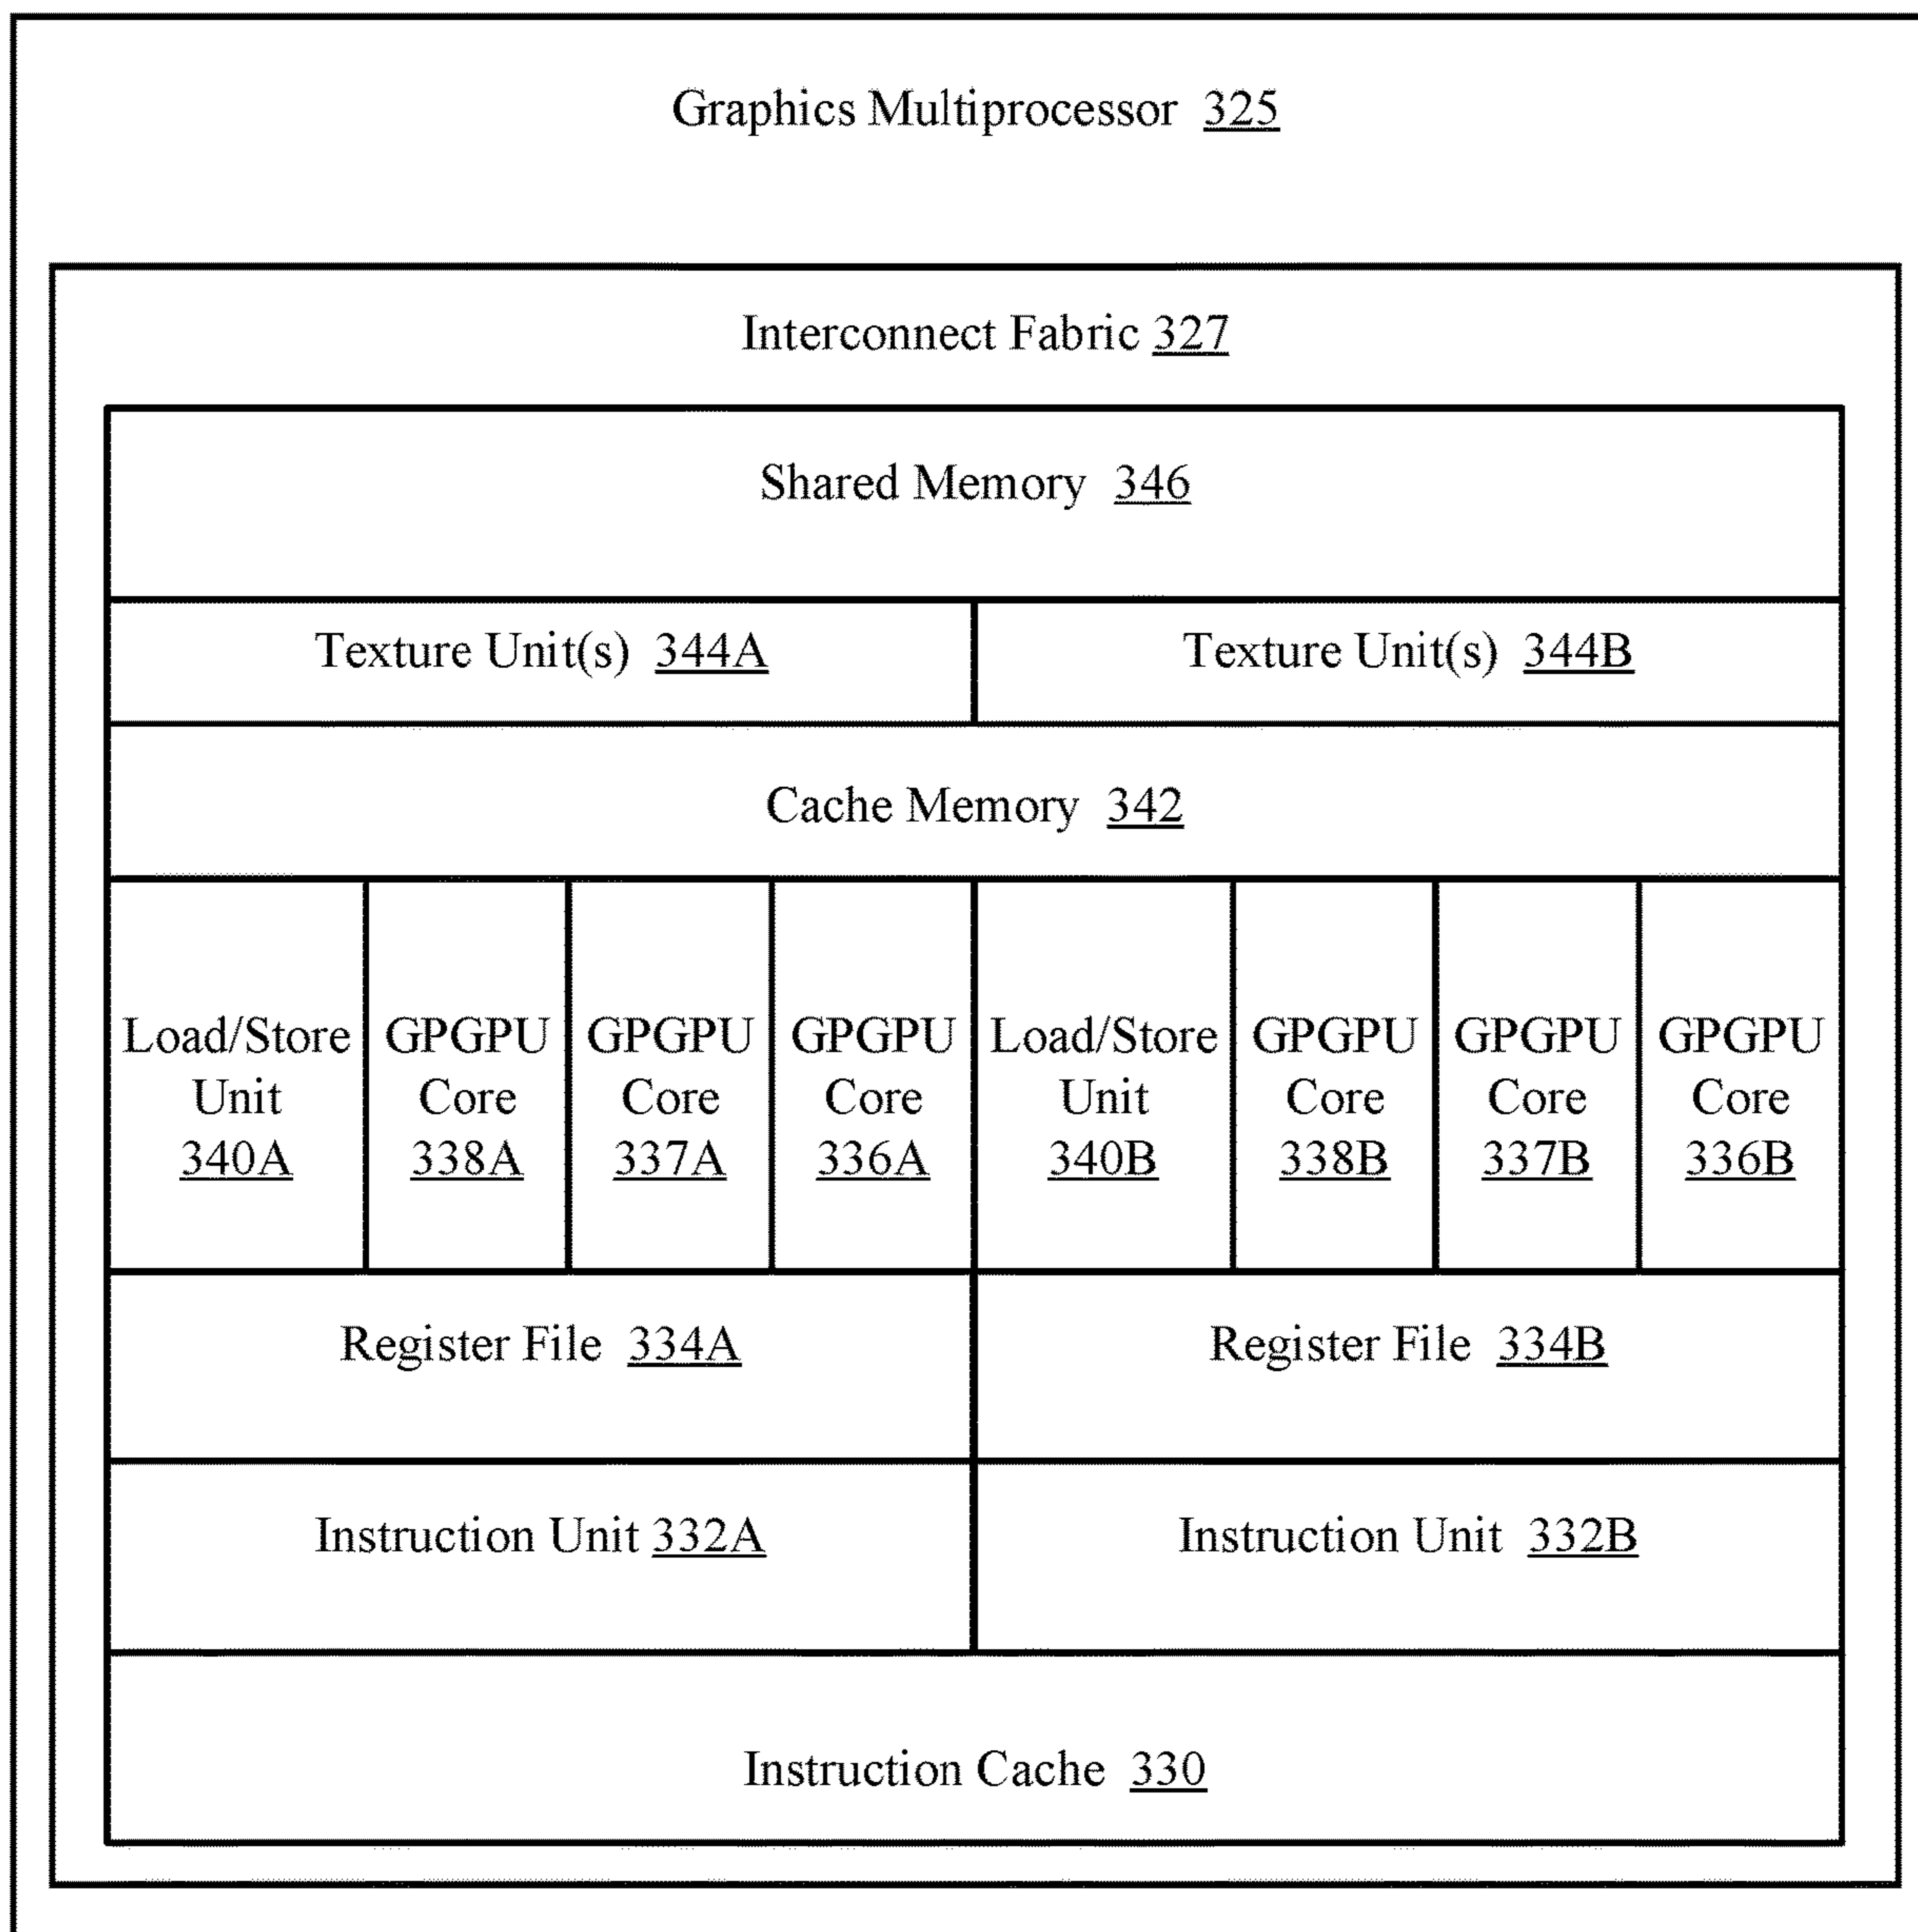 Graphics Multiprocessor 325
Interconnect Fabric 327
Shared Memory 346
Texture Unit(s) 344A
Texture Unit(s) 344B
Cache Memory 342
Load/Store
Unit
340A
GPGPU
Core
338A
GPGPU
Core
337A
GPGPU
Core
336A
Load/Store
Unit
340B
GPGPU
Core
338B
GPGPU
Core
337B
GPGPU
Core
336B
Register File 334A
Register File 334B
Instruction Unit 332A
Instruction Unit 332B
Instruction Cache 330